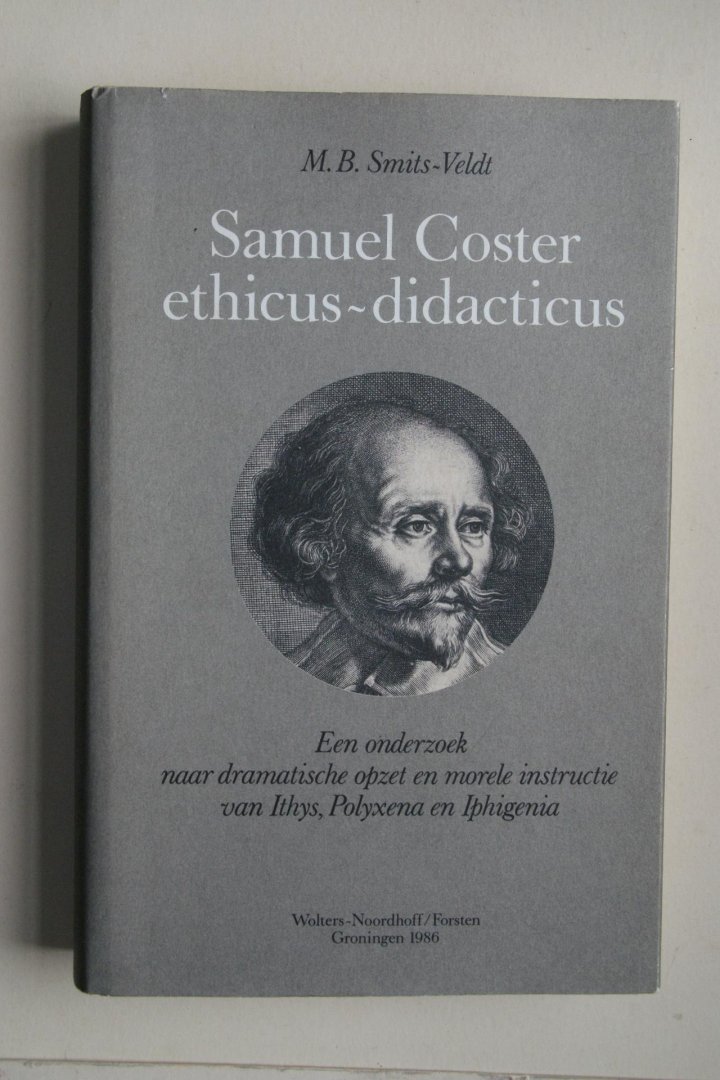 M. B. Smits~Veldt
Samuel Coster
ethicus~didacticus
Een onderzoek
naar dramatische opzet en morele instructie
van Ithys, Polyxena en Iphigenia
Wolters~Noordhoff/Forsten
Groningen 1986